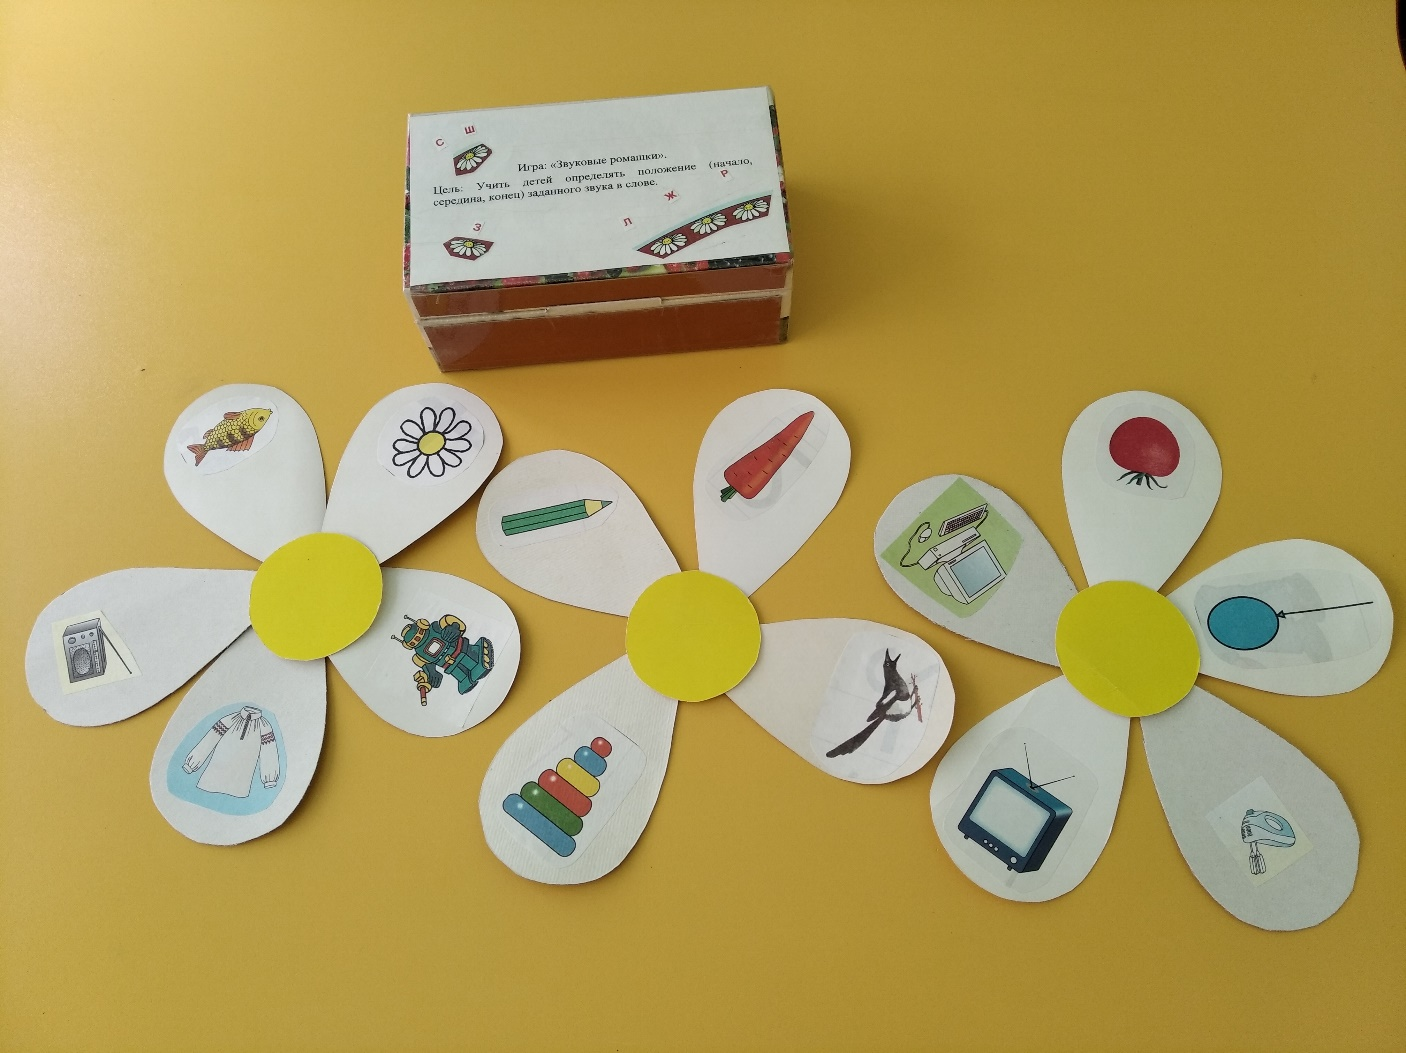 С Ш
Игра: «Звуковые ромашки».
Цель: Учить детей определять положение (начало,
середина, конец) заданного звука в слове.
З Л Ж Р